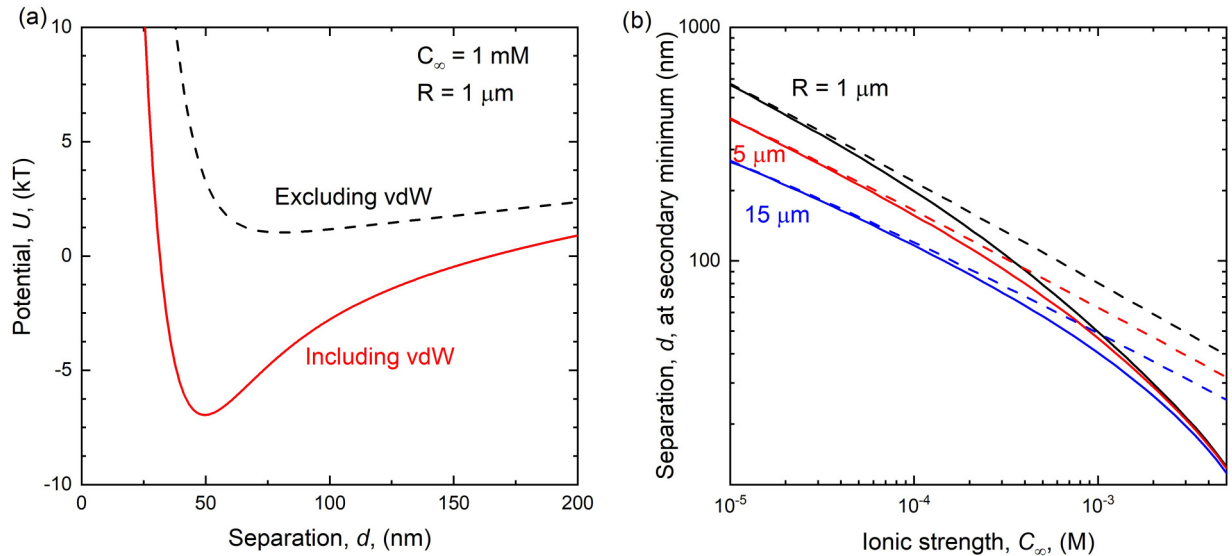 (a)
10
5
0
-5
-10
Potential, U, (kT)
C∞ = 1 mM
R = 1 μm
Excluding vdW
Including vdW
0
50
100
150
200
Separation, d, (nm)
(b)
1000
100
Separation, d, at secondary minimum (nm)
R = 1 μm
5 μm
15 μm
10⁻⁵
10⁻⁴
10⁻³
Ionic strength, C∞, (M)